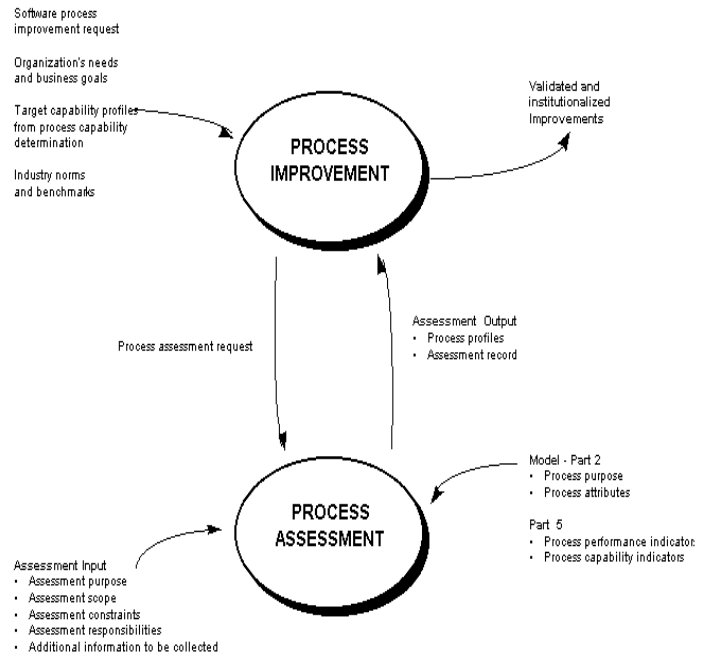 Software process
improvement request
Organization's needs
and business goals
Target capability profiles
from process capability
determination
Industry norms
and benchmarks
PROCESS
IMPROVEMENT
Validated and
institutionalized
Improvements
Process assessment request
Assessment Output
• Process profiles
• Assessment record
PROCESS
ASSESSMENT
Model - Part 2
• Process purpose
• Process attributes
Part 5
• Process performance indicator
• Process capability indicators
Assessment Input
• Assessment purpose
• Assessment scope
• Assessment constraints
• Assessment responsibilities
• Additional information to be collected